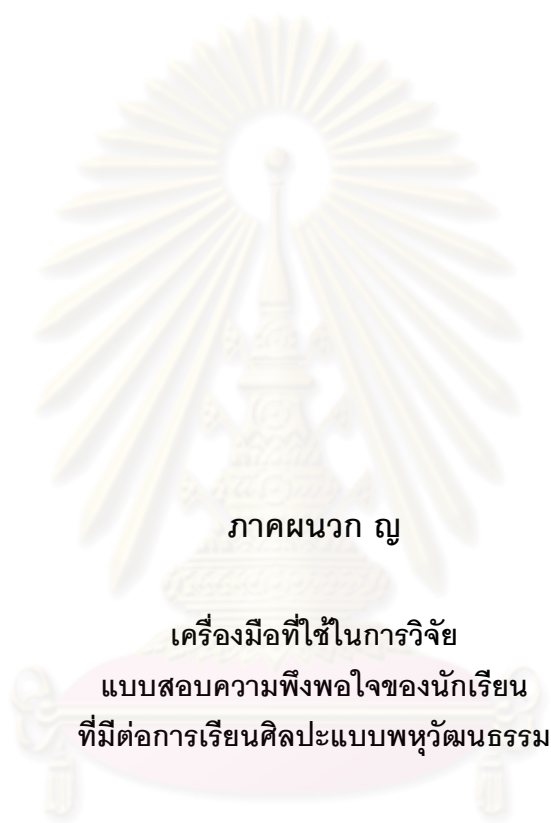 ภาคผนวก ญ
เครื่องมือที่ใช้ในการวิจัย
แบบสอบความพึงพอใจของนักเรียน
ที่มีต่อการเรียนศิลปะแบบพหุวัฒนธรรม